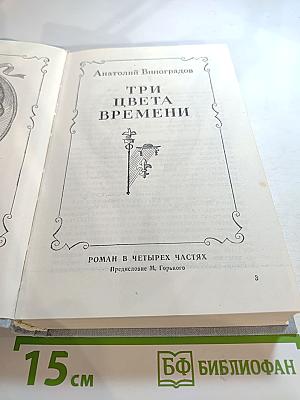 Анатолий Виноградов
ТРИ
ЦВЕТА
ВРЕМЕНИ
РОМАН В ЧЕТЫРЕХ ЧАСТЯХ
Предисловие М. Горького
3
15 см
БФ БИБЛИОФАН